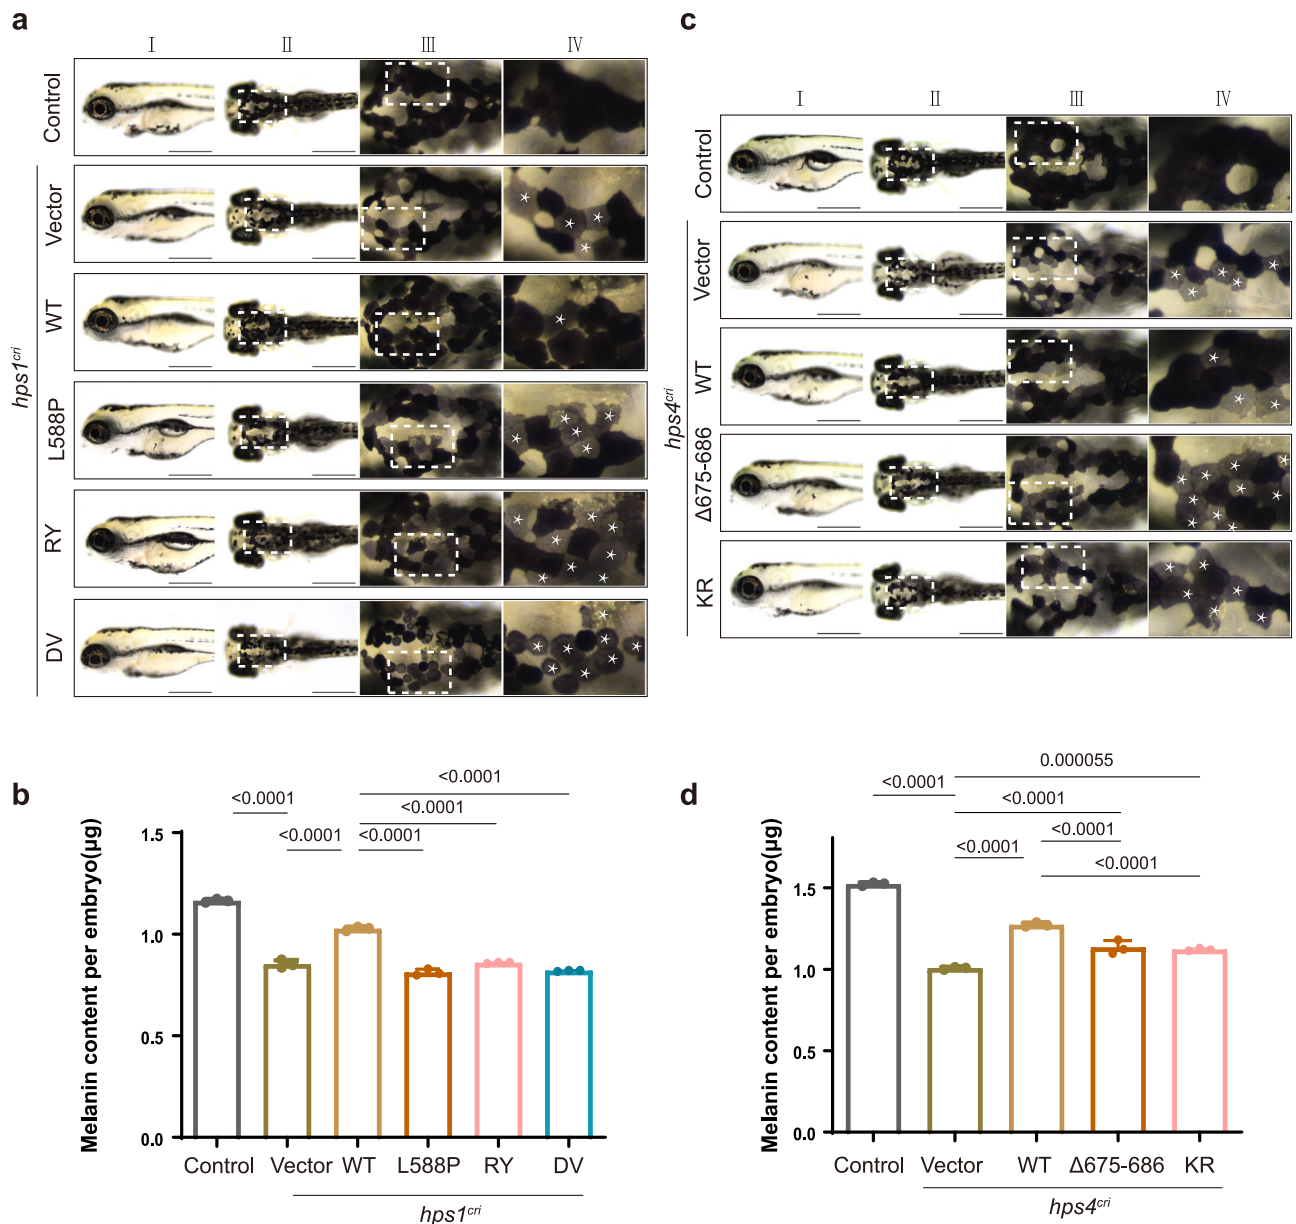 a
I II III IV
Control
Vector
WT
L588P
RY
DV
hps1cri
c
I II III IV
Control
Vector
WT
Δ675-686
KR
hps4cri
b
<0.0001
<0.0001
<0.0001
<0.0001 <0.0001
Melanin content per embryo(μg)
1.5
1.0
0.5
0.0
Control Vector WT L588P RY DV
hps1cri
d
0.000055
<0.0001
<0.0001
<0.0001
<0.0001
<0.0001
Melanin content per embryo(μg)
1.5
1.0
0.5
0.0
Control Vector WT Δ675-686 KR
hps4cri